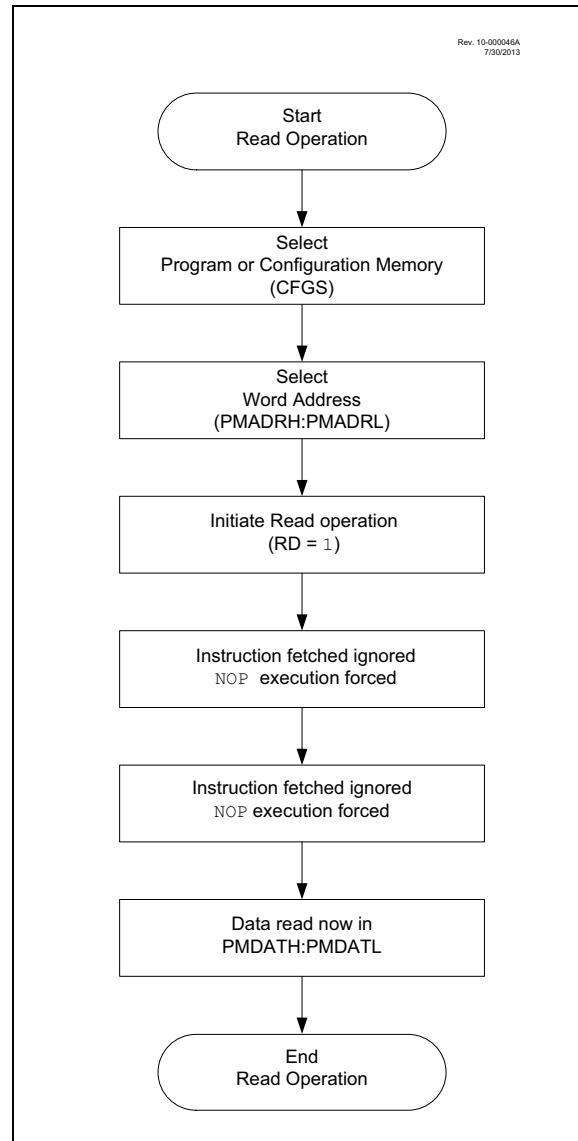 Rev. 10-000046A
7/30/2013
Start
Read Operation
Select
Program or Configuration Memory
(CFGS)
Select
Word Address
(PMADRH:PMADRL)
Initiate Read operation
(RD = 1)
Instruction fetched ignored
NOP execution forced
Instruction fetched ignored
NOP execution forced
Data read now in
PMDATH:PMDATL
End
Read Operation